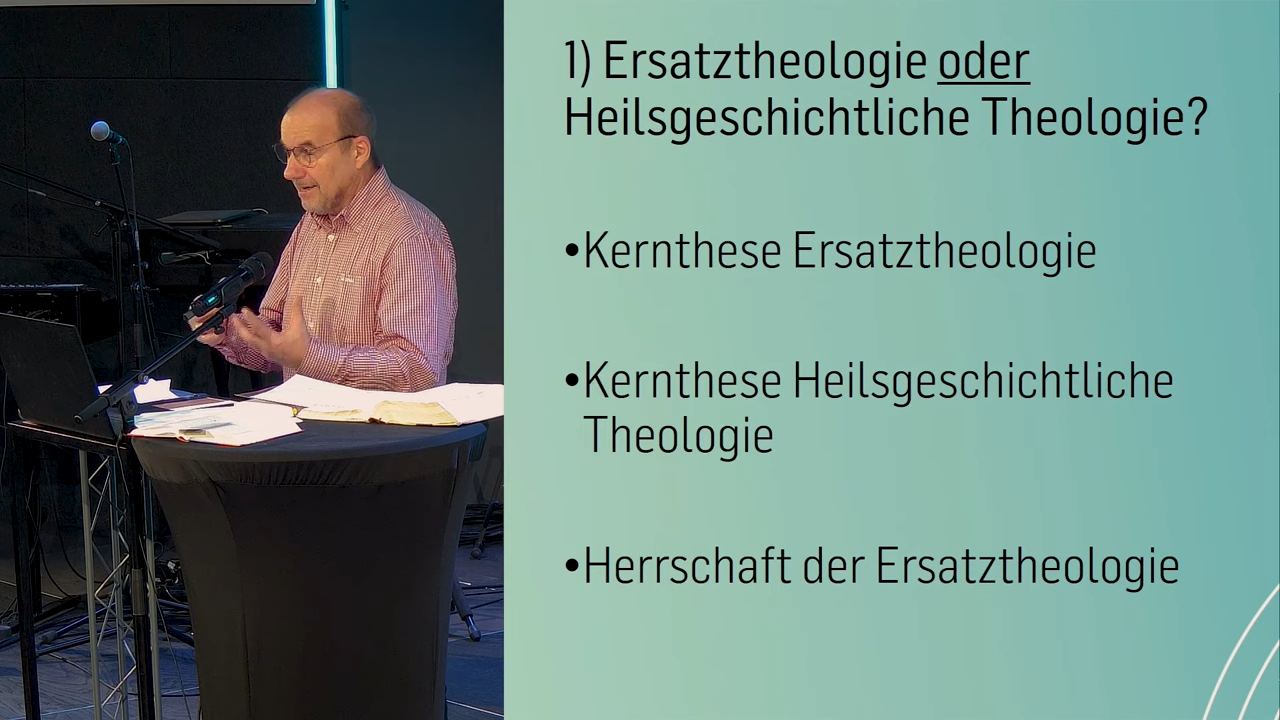 1) Ersatztheologie oder
Heilsgeschichtliche Theologie?
•Kernthese Ersatztheologie
•Kernthese Heilsgeschichtliche
Theologie
•Herrschaft der Ersatztheologie